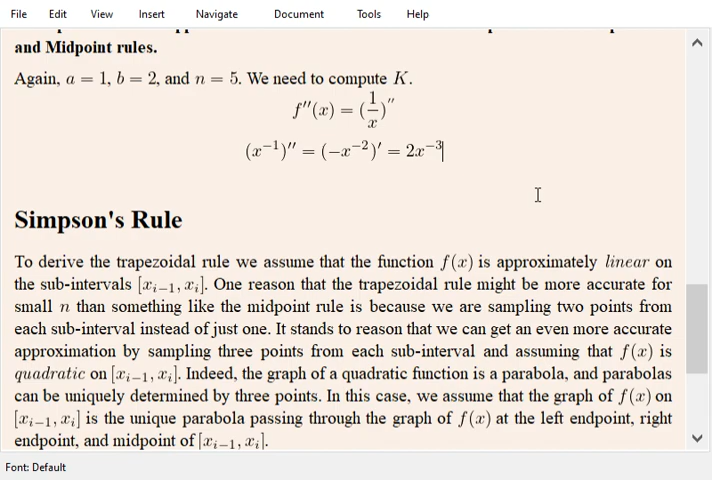 File Edit View Insert Navigate Document Tools Help
and Midpoint rules.
Again, a = 1, b = 2, and n = 5. We need to compute K.
f''(x) = (1/x)''
(x⁻¹)'' = (−x⁻²)' = 2x⁻³
Simpson's Rule
To derive the trapezoidal rule we assume that the function f(x) is approximately linear on
the sub-intervals [xᵢ₋₁, xᵢ]. One reason that the trapezoidal rule might be more accurate for
small n than something like the midpoint rule is because we are sampling two points from
each sub-interval instead of just one. It stands to reason that we can get an even more accurate
approximation by sampling three points from each sub-interval and assuming that f(x) is
quadratic on [xᵢ₋₁, xᵢ]. Indeed, the graph of a quadratic function is a parabola, and parabolas
can be uniquely determined by three points. In this case, we assume that the graph of f(x) on
[xᵢ₋₁, xᵢ] is the unique parabola passing through the graph of f(x) at the left endpoint, right
endpoint, and midpoint of [xᵢ₋₁, xᵢ].
Font: Default